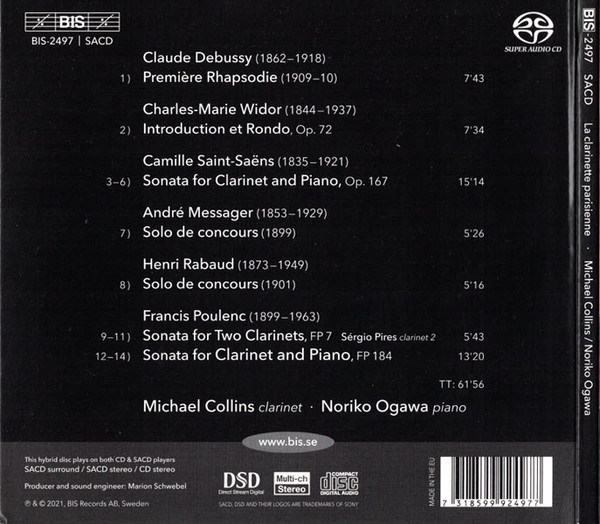 BIS
BIS-2497 | SACD
SUPER AUDIO CD
Claude Debussy (1862–1918)
1) Première Rhapsodie (1909–10) 7'43
Charles-Marie Widor (1844–1937)
2) Introduction et Rondo, Op. 72 7'34
Camille Saint-Saëns (1835–1921)
3–6) Sonata for Clarinet and Piano, Op. 167 15'14
André Messager (1853–1929)
7) Solo de concours (1899) 5'26
Henri Rabaud (1873–1949)
8) Solo de concours (1901) 5'16
Francis Poulenc (1899–1963)
9–11) Sonata for Two Clarinets, FP 7 Sérgio Pires clarinet 2 5'43
12–14) Sonata for Clarinet and Piano, FP 184 13'20
TT: 61'56
Michael Collins clarinet · Noriko Ogawa piano
www.bis.se
This hybrid disc plays on both CD & SACD players
SACD surround / SACD stereo / CD stereo
Producer and sound engineer: Marion Schwebel
℗ & © 2021, BIS Records AB, Sweden
DSD
Direct Stream Digital
Multi-ch
Stereo
COMPACT
disc
DIGITAL AUDIO
SACD, DSD AND THEIR LOGOS ARE TRADEMARKS OF SONY
MADE IN THE EU
7 318599 924977
BIS-2497 SACD La clarinette parisienne · Michael Collins / Noriko Ogawa